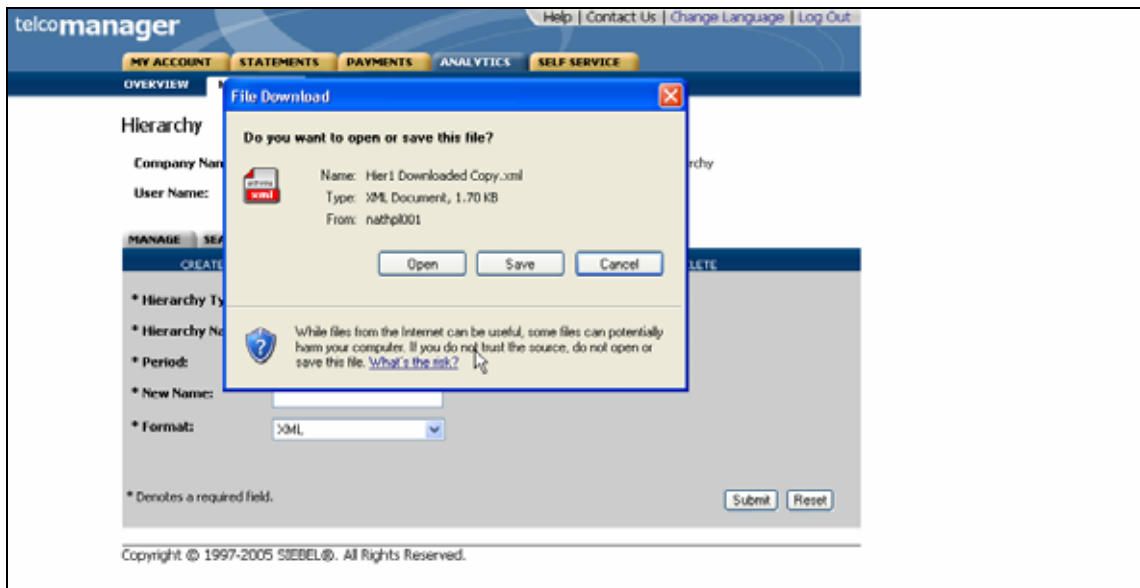 telcomanager
Help | Contact Us | Change Language | Log Out
MY ACCOUNT STATEMENTS PAYMENTS ANALYTICS SELF SERVICE
OVERVIEW
File Download
Hierarchy
Do you want to open or save this file?
Company Nam
rchy
Name: Hier1 Downloaded Copy.xml
User Name:
Type: XML Document, 1.70 KB
From: nathpl001
MANAGE SEA
Open Save Cancel
CREATE
LETE
* Hierarchy Ty
* Hierarchy Na
While files from the Internet can be useful, some files can potentially
harm your computer. If you do not trust the source, do not open or
save this file. What's the risk?
* Period:
* New Name:
* Format: XML
* Denotes a required field.
Submit Reset
Copyright © 1997-2005 SIEBEL®. All Rights Reserved.